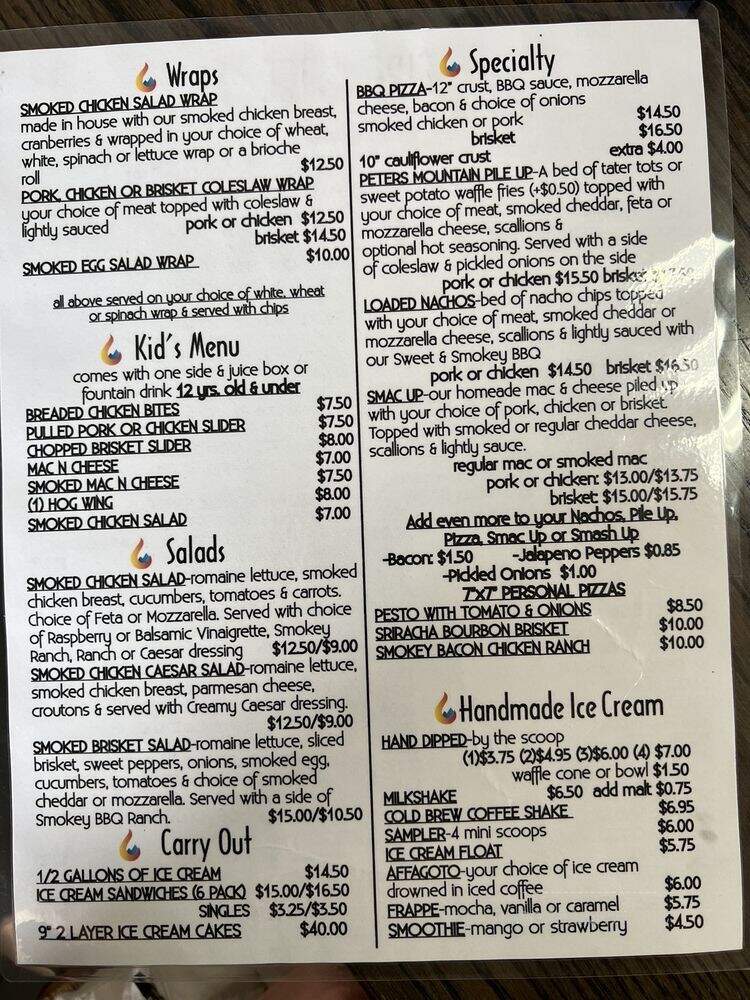 Wraps
SMOKED CHICKEN SALAD WRAP
made in house with our smoked chicken breast,
cranberries & wrapped in your choice of wheat,
white, spinach or lettuce wrap or a brioche
roll $12.50
PORK, CHICKEN OR BRISKET COLESLAW WRAP
your choice of meat topped with coleslaw &
lightly sauced pork or chicken $12.50
brisket $14.50
SMOKED EGG SALAD WRAP $10.00
all above served on your choice of white, wheat
or spinach wrap & served with chips
Kid's Menu
comes with one side & juice box or
fountain drink 12 yrs. old & under
BREADED CHICKEN BITES $7.50
PULLED PORK OR CHICKEN SLIDER $7.50
CHOPPED BRISKET SLIDER $8.00
MAC N CHEESE $7.00
SMOKED MAC N CHEESE $7.50
(1) HOG WING $8.00
SMOKED CHICKEN SALAD $7.00
Salads
SMOKED CHICKEN SALAD-romaine lettuce, smoked
chicken breast, cucumbers, tomatoes & carrots.
Choice of Feta or Mozzarella. Served with choice
of Raspberry or Balsamic Vinaigrette, Smokey
Ranch, Ranch or Caesar dressing $12.50/$9.00
SMOKED CHICKEN CAESAR SALAD-romaine lettuce,
smoked chicken breast, parmesan cheese,
croutons & served with Creamy Caesar dressing.
$12.50/$9.00
SMOKED BRISKET SALAD-romaine lettuce, sliced
brisket, sweet peppers, onions, smoked egg,
cucumbers, tomatoes & choice of smoked
cheddar or mozzarella. Served with a side of
Smokey BBQ Ranch. $15.00/$10.50
Carry Out
1/2 GALLONS OF ICE CREAM $14.50
ICE CREAM SANDWICHES (6 PACK) $15.00/$16.50
SINGLES $3.25/$3.50
9" 2 LAYER ICE CREAM CAKES $40.00
Specialty
BBQ PIZZA-12" crust, BBQ sauce, mozzarella
cheese, bacon & choice of onions
smoked chicken or pork $14.50
brisket $16.50
10" cauliflower crust extra $4.00
PETERS MOUNTAIN PILE UP-A bed of tater tots or
sweet potato waffle fries (+$0.50) topped with
your choice of meat, smoked cheddar, feta or
mozzarella cheese, scallions &
optional hot seasoning. Served with a side
of coleslaw & pickled onions on the side
pork or chicken $15.50 brisket
LOADED NACHOS-bed of nacho chips topped
with your choice of meat, smoked cheddar or
mozzarella cheese, scallions & lightly sauced with
our Sweet & Smokey BBQ
pork or chicken $14.50 brisket $16.50
SMAC UP-our homeade mac & cheese piled up
with your choice of pork, chicken or brisket.
Topped with smoked or regular cheddar cheese,
scallions & lightly sauce.
regular mac or smoked mac
pork or chicken: $13.00/$13.75
brisket: $15.00/$15.75
Add even more to your Nachos, Pile Up,
Pizza, Smac Up or Smash Up
-Bacon: $1.50 -Jalapeno Peppers $0.85
-Pickled Onions $1.00
7"x7" PERSONAL PIZZAS
PESTO WITH TOMATO & ONIONS $8.50
SRIRACHA BOURBON BRISKET $10.00
SMOKEY BACON CHICKEN RANCH $10.00
Handmade Ice Cream
HAND DIPPED-by the scoop
(1)$3.75 (2)$4.95 (3)$6.00 (4) $7.00
waffle cone or bowl $1.50
MILKSHAKE $6.50 add malt $0.75
COLD BREW COFFEE SHAKE $6.95
SAMPLER-4 mini scoops $6.00
ICE CREAM FLOAT $5.75
AFFAGOTO-your choice of ice cream
drowned in iced coffee $6.00
FRAPPE-mocha, vanilla or caramel $5.75
SMOOTHIE-mango or strawberry $4.50